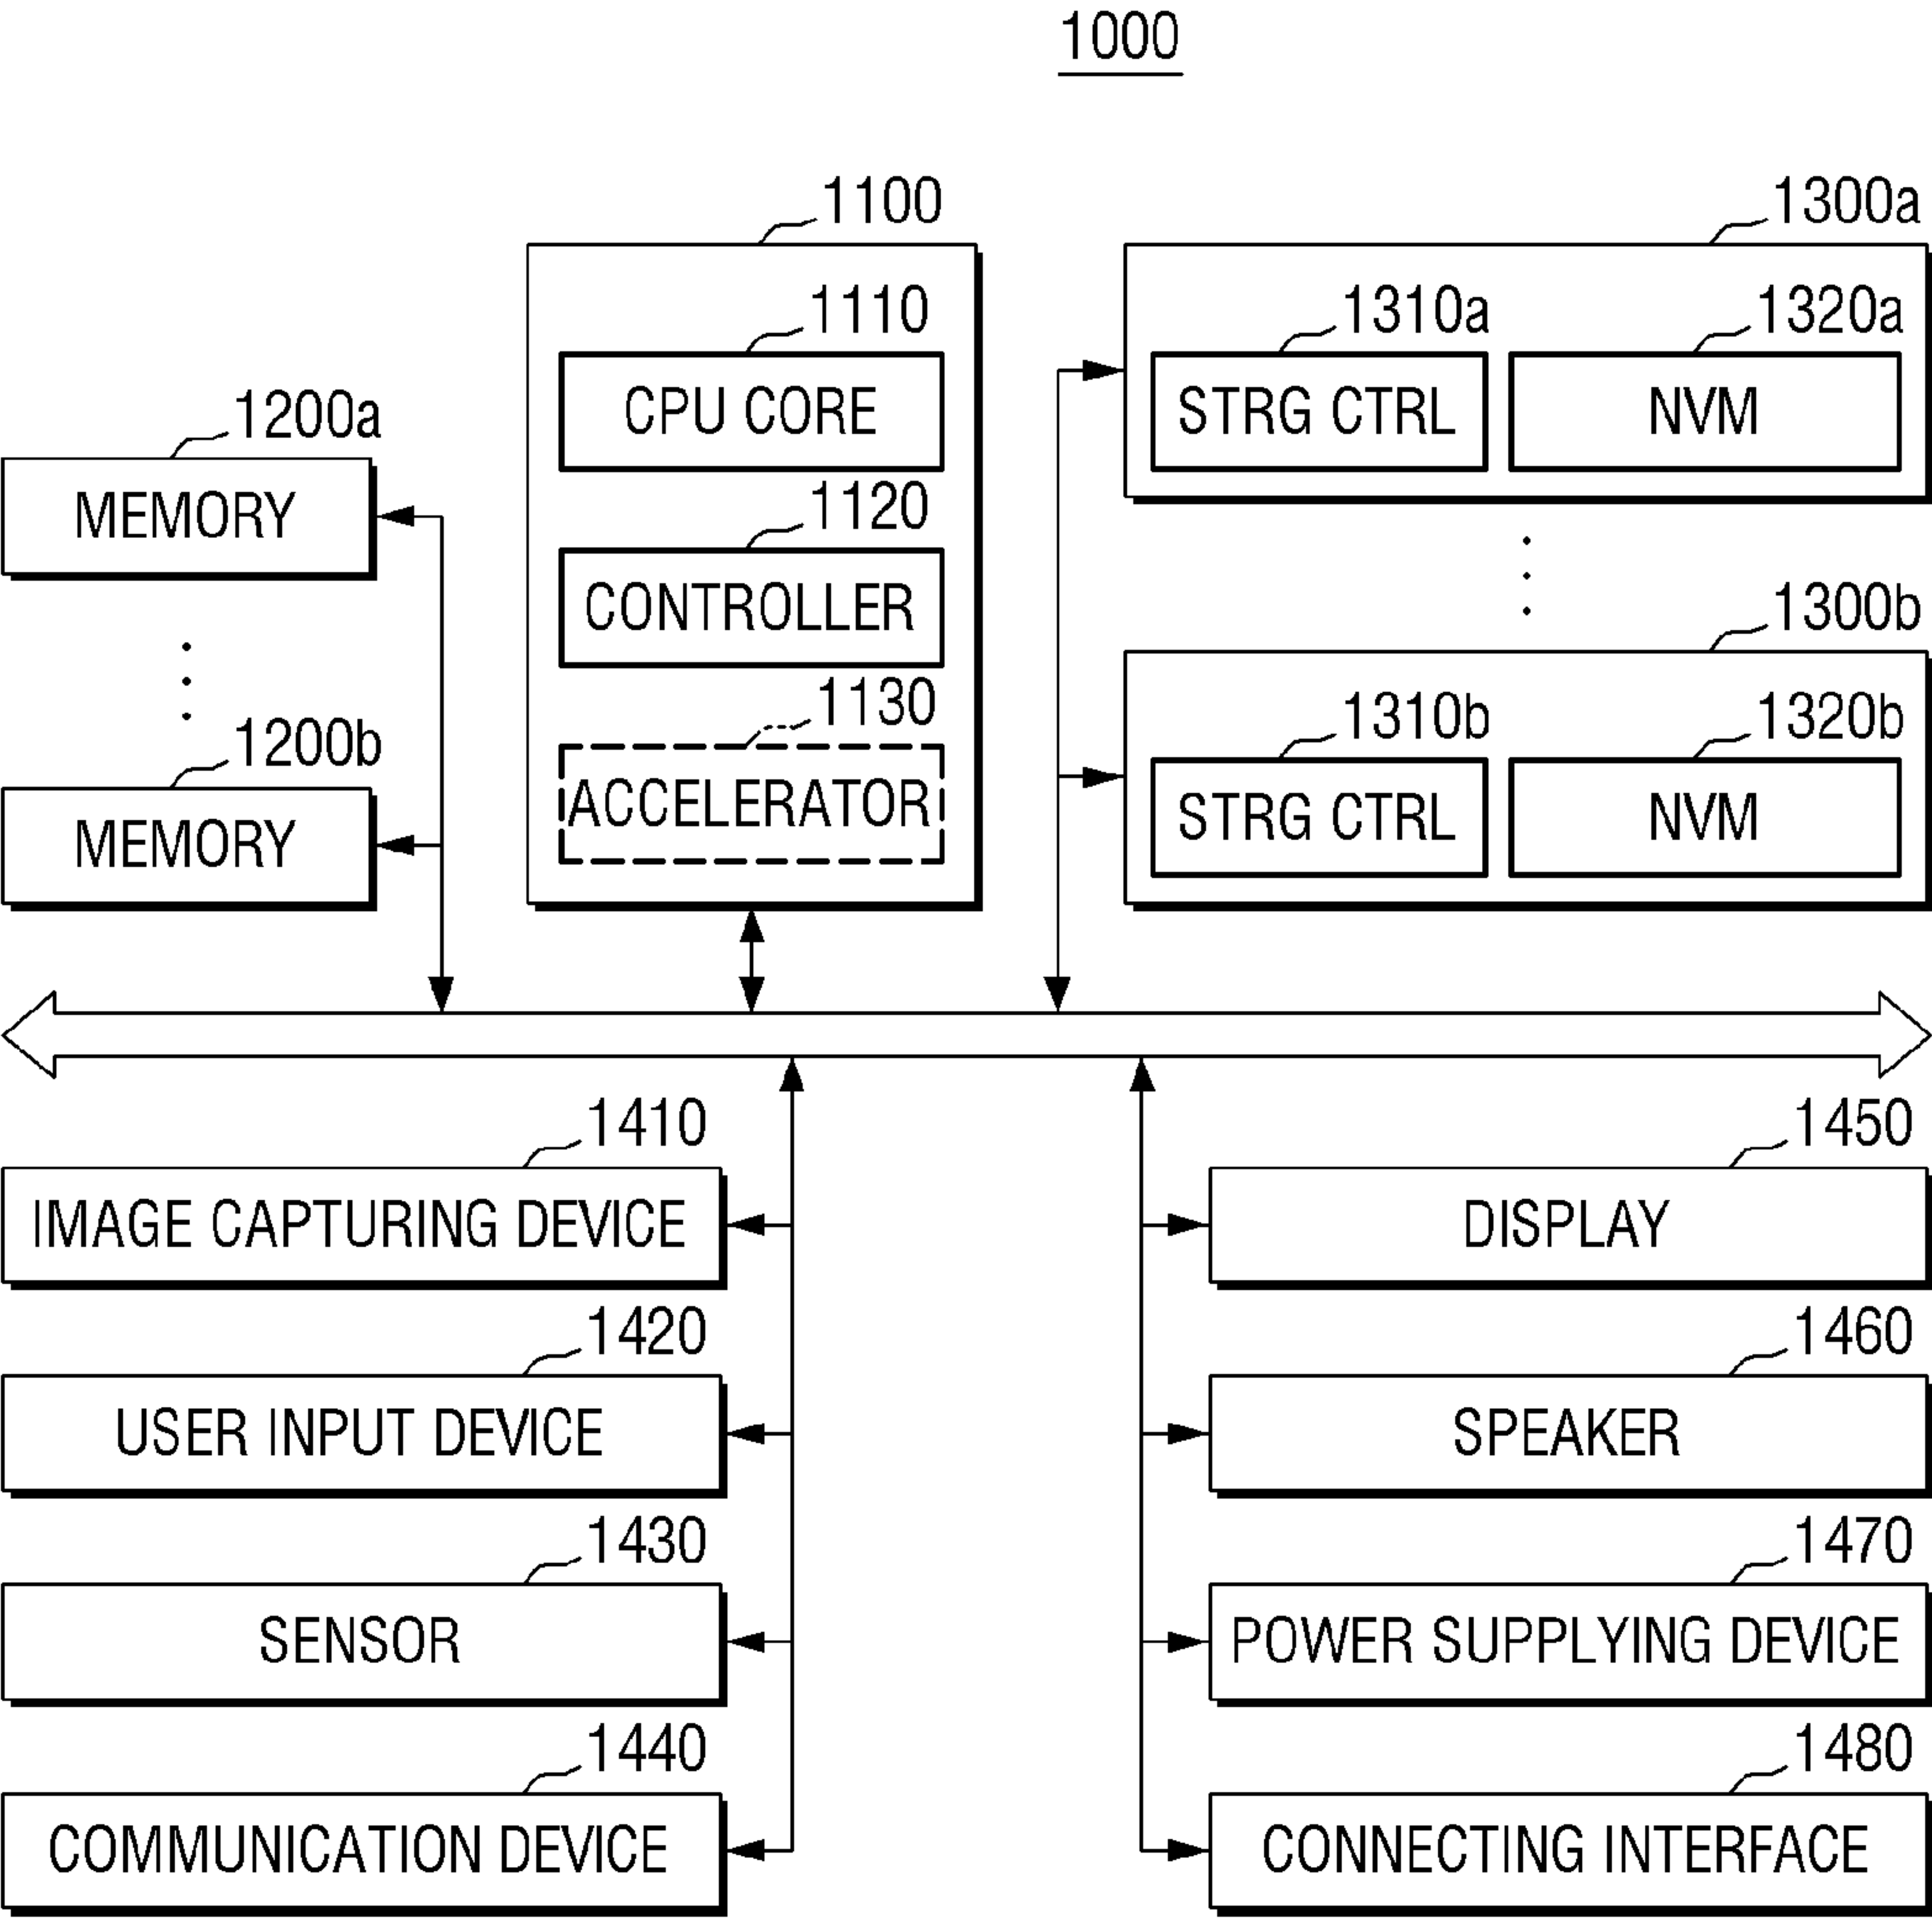 1000
1100
1300a
1110
1310a
1320a
CPU CORE
STRG CTRL
NVM
1200a
MEMORY
1120
CONTROLLER
1300b
1130
1310b
1320b
1200b
ACCELERATOR
STRG CTRL
NVM
MEMORY
1410
1450
IMAGE CAPTURING DEVICE
DISPLAY
1420
1460
USER INPUT DEVICE
SPEAKER
1430
1470
SENSOR
POWER SUPPLYING DEVICE
1440
1480
COMMUNICATION DEVICE
CONNECTING INTERFACE